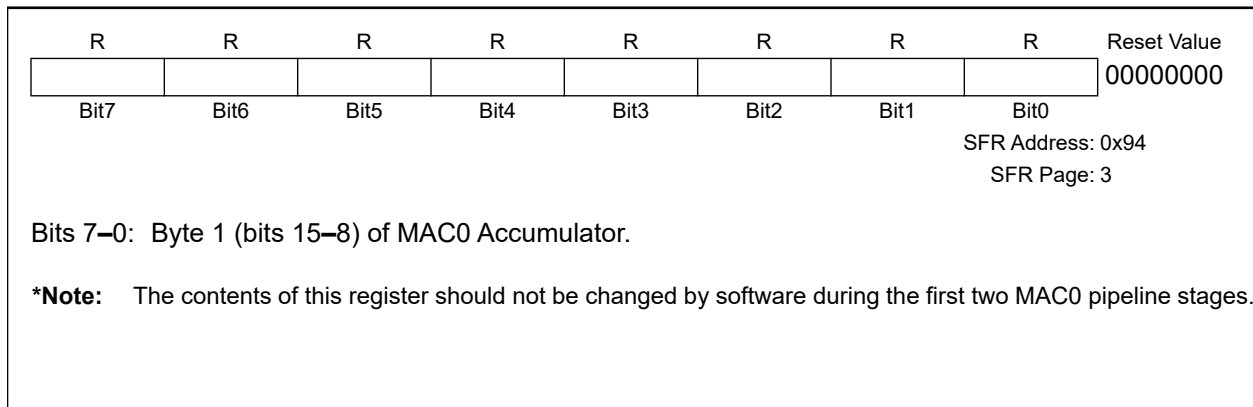 R R R R R R R R Reset Value
00000000
Bit7 Bit6 Bit5 Bit4 Bit3 Bit2 Bit1 Bit0
SFR Address: 0x94
SFR Page: 3
Bits 7–0: Byte 1 (bits 15–8) of MAC0 Accumulator.
*Note: The contents of this register should not be changed by software during the first two MAC0 pipeline stages.